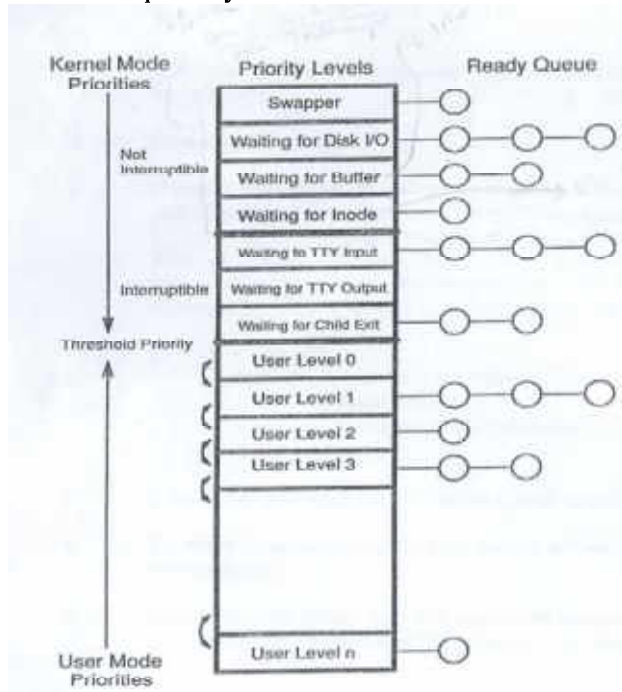 Kernel Mode
Priorities
Priority Levels
Ready Queue
Swapper
Waiting for Disk I/O
Not
Interruptible
Waiting for Buffer
Waiting for Inode
Waiting to TTY Input
Interruptible
Waiting for TTY Output
Waiting for Child Exit
Threshold Priority
User Level 0
User Level 1
User Level 2
User Level 3
User Level n
User Mode
Priorities